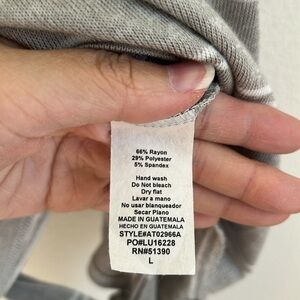 66% Rayon
29% Polyester
5% Spandex
Hand wash
Do Not bleach
Dry flat
Lavar a mano
No usar blanqueador
Secar Plano
MADE IN GUATEMALA
HECHO EN GUATEMALA
STYLE#AT02966A
PO#LU16228
RN#51390
L